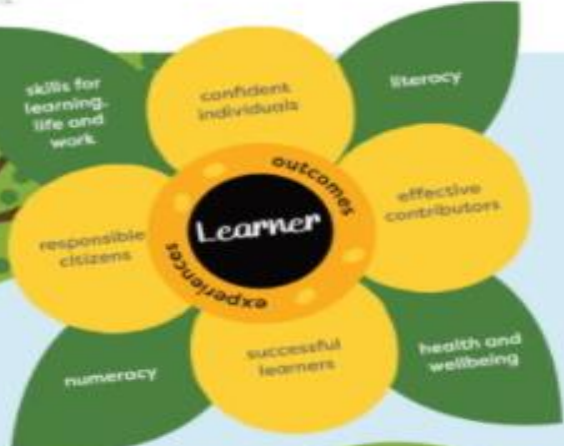 skills for
learning,
life and
work
confident
individuals
literacy
outcomes
Learner
experiences
responsible
citizens
effective
contributors
numeracy
successful
learners
health and
wellbeing